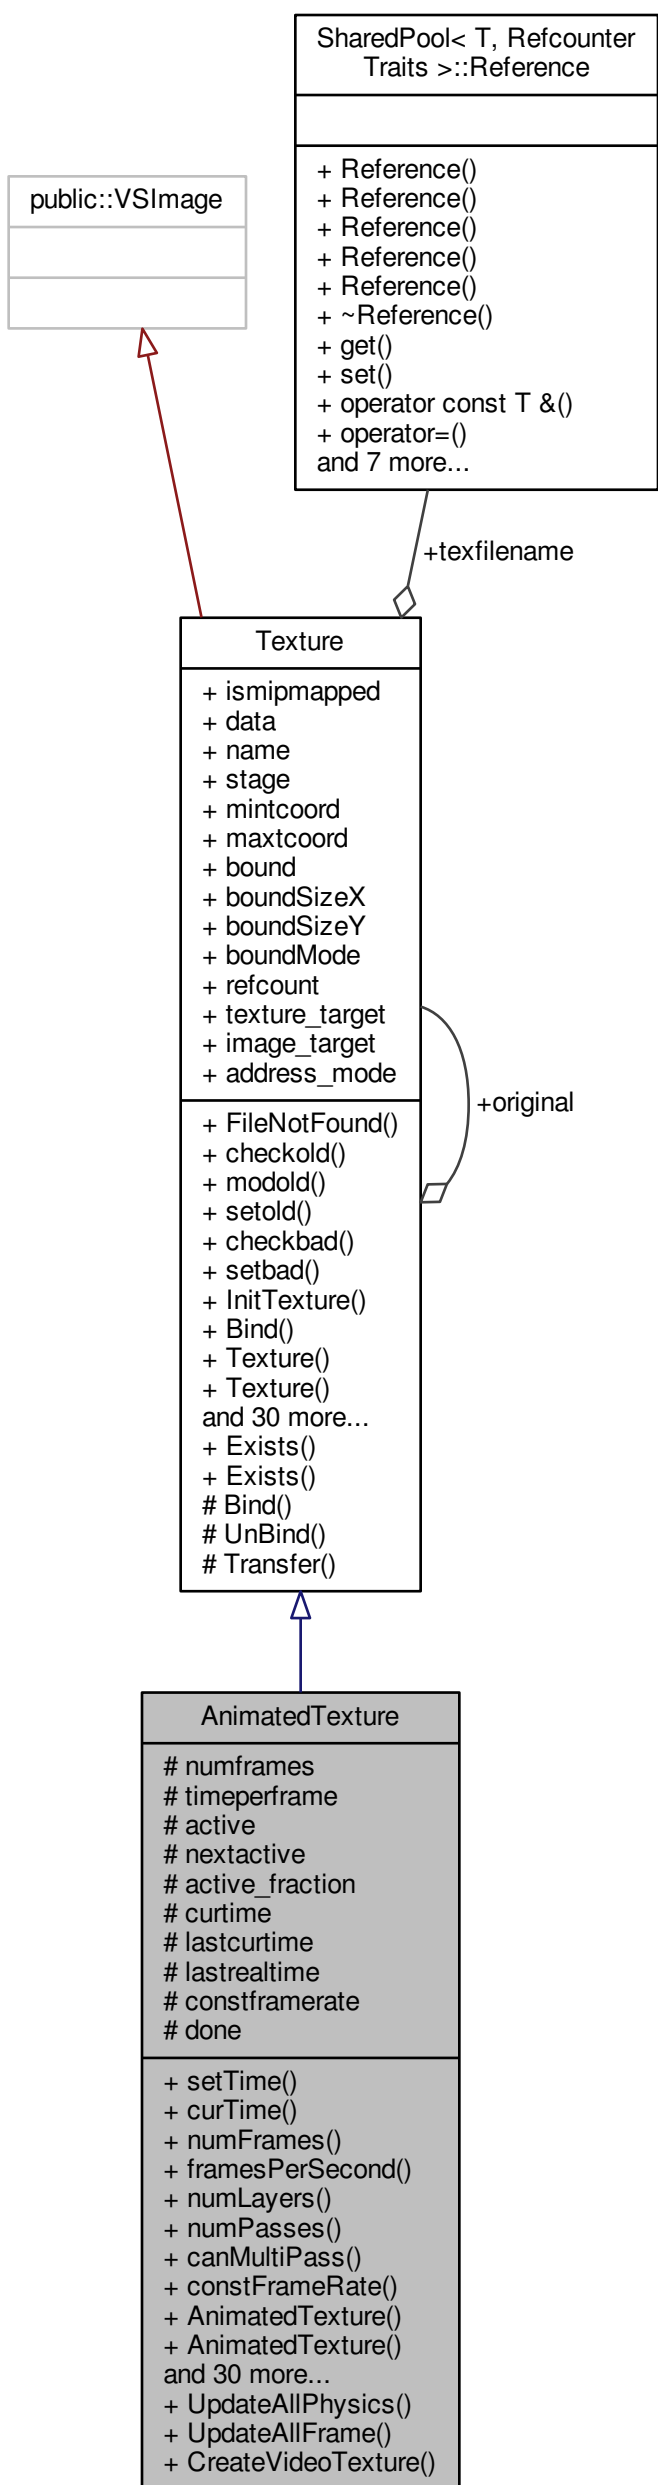 SharedPool< T, Refcounter
Traits >::Reference
+ Reference()
+ Reference()
+ Reference()
+ Reference()
+ Reference()
+ ~Reference()
+ get()
+ set()
+ operator const T &()
+ operator=()
and 7 more...
public::VSImage
+texfilename
Texture
+ ismipmapped
+ data
+ name
+ stage
+ mintcoord
+ maxtcoord
+ bound
+ boundSizeX
+ boundSizeY
+ boundMode
+ refcount
+ texture_target
+ image_target
+ address_mode
+ FileNotFound()
+ checkold()
+ modold()
+ setold()
+ checkbad()
+ setbad()
+ InitTexture()
+ Bind()
+ Texture()
+ Texture()
and 30 more...
+ Exists()
+ Exists()
# Bind()
# UnBind()
# Transfer()
+original
AnimatedTexture
# numframes
# timeperframe
# active
# nextactive
# active_fraction
# curtime
# lastcurtime
# lastrealtime
# constframerate
# done
+ setTime()
+ curTime()
+ numFrames()
+ framesPerSecond()
+ numLayers()
+ numPasses()
+ canMultiPass()
+ constFrameRate()
+ AnimatedTexture()
+ AnimatedTexture()
and 30 more...
+ UpdateAllPhysics()
+ UpdateAllFrame()
+ CreateVideoTexture()